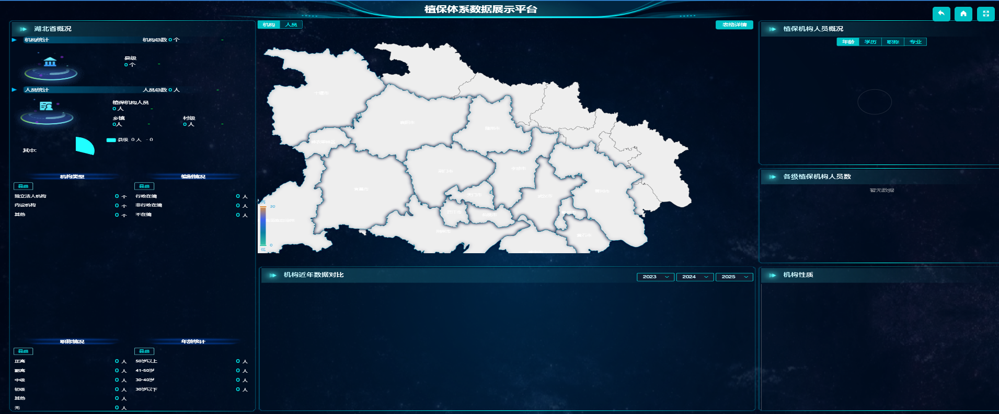 植保体系数据展示平台
湖北省概况
机构统计 机构总数 0 个 -
县级
0 个 -
人员统计 人员总数 0 人 -
植保机构人员
0 人 -
乡镇 村级
0人 - 0 人 -
县级 0 人 - 0
其中:
机构类型 编制情况
县级 县级
独立法人机构 0 个 行政在编 0 人
内设机构 0 个 非行政在编 0 人
其他 0 个 不在编 0 人
职称情况 年龄统计
县级 县级
正高 0 人 50岁以上 0 人
副高 0 人 41-50岁 0 人
中级 0 人 30-40岁 0 人
初级 0 人 30岁以下 0 人
其他 0 人
无 0 人
机构 人员 表格详情
十堰市
襄阳市
随州市
神农架林区
孝感市
荆门市
宜昌市
黄冈市
天门市
武汉市
潜江市
仙桃市
鄂州市
荆州市
黄石市
高
30
0
低
机构近年数据对比 2023 2024 2025
植保机构人员概况
年龄 学历 职称 专业
各级植保机构人员数
暂无数据
机构性质